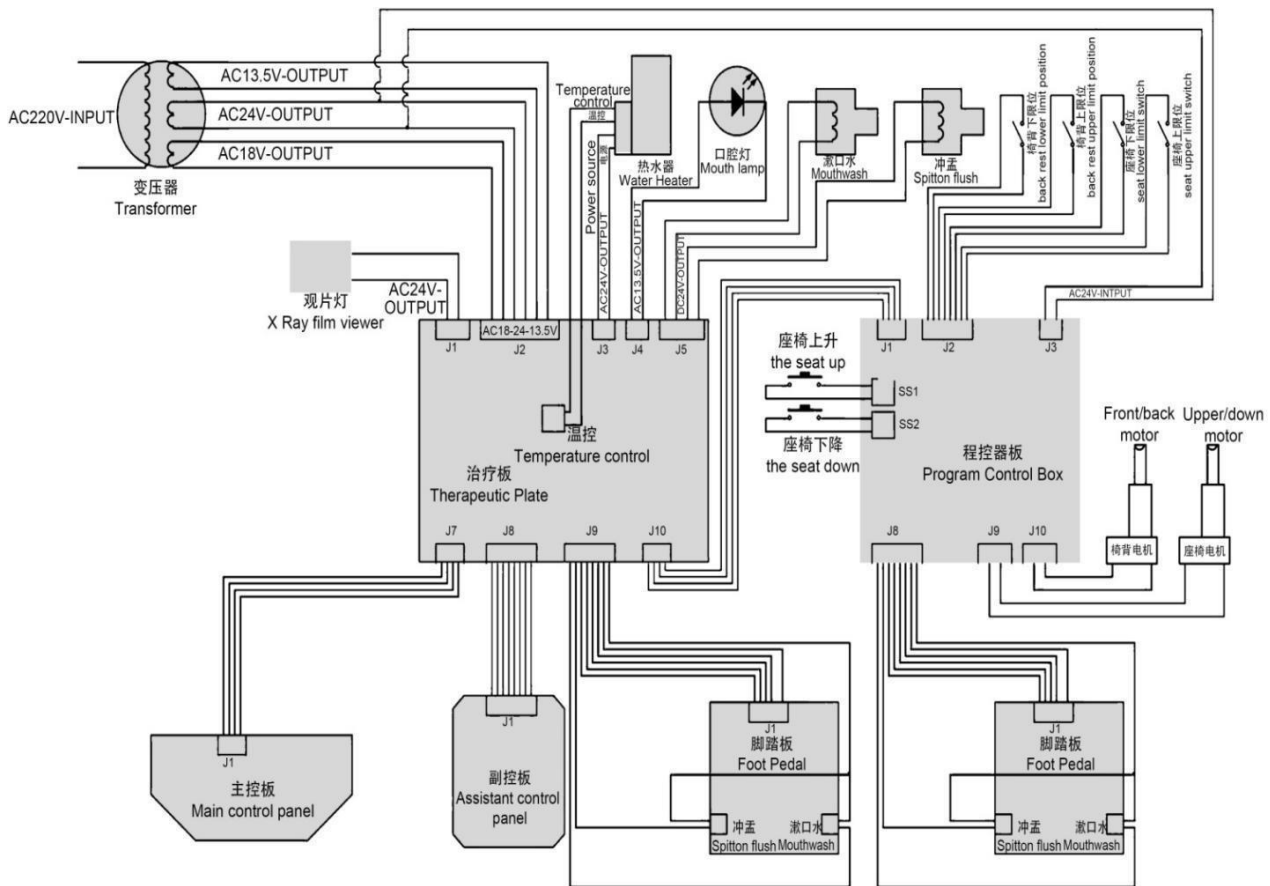 AC220V-INPUT
变压器
Transformer
AC13.5V-OUTPUT
AC24V-OUTPUT
AC18V-OUTPUT
Temperature
control
温控
Power source
电源
热水器
Water Heater
口腔灯
Mouth lamp
漱口水
Mouthwash
冲盂
Spitton flush
椅背下限位
back rest lower limit position
椅背上限位
back rest upper limit position
座椅下限位
seat lower limit switch
座椅上限位
seat upper limit switch
观片灯
X Ray film viewer
AC24V-
OUTPUT
AC24V-OUTPUT
AC13.5V-OUTPUT
DC24V-OUTPUT
AC24V-INTPUT
J1
AC18-24-13.5V
J2
J3
J4
J5
温控
Temperature control
治疗板
Therapeutic Plate
J7
J8
J9
J10
J1
J2
J3
座椅上升
the seat up
SS1
SS2
座椅下降
the seat down
程控器板
Program Control Box
J8
J9
J10
Front/back
motor
Upper/down
motor
椅背电机
座椅电机
J1
主控板
Main control panel
J1
副控板
Assistant control
panel
J1
脚踏板
Foot Pedal
冲盂
Spitton flush
漱口水
Mouthwash
J1
脚踏板
Foot Pedal
冲盂
Spitton flush
漱口水
Mouthwash